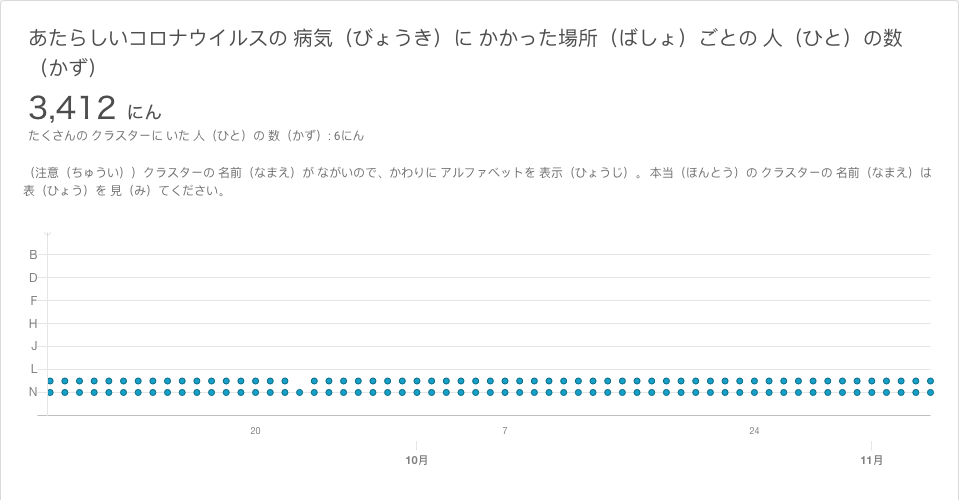 あたらしいコロナウイルスの 病気（びょうき）に かかった場所（ばしょ）ごとの 人（ひと）の数
（かず）
3,412 にん
たくさんの クラスターに いた 人（ひと）の 数（かず）: 6にん
（注意（ちゅうい））クラスターの 名前（なまえ）が ながいので、かわりに アルファベットを 表示（ひょうじ）。 本当（ほんとう）の クラスターの 名前（なまえ）は
表（ひょう）を 見（み）てください。
B
D
F
H
J
L
N
20 7 24
10月 11月